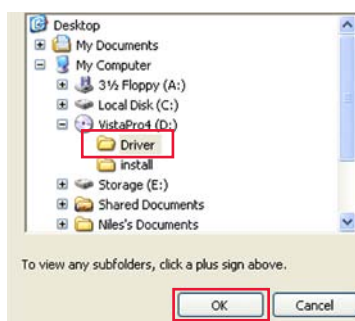 Desktop
My Documents
My Computer
3½ Floppy (A:)
Local Disk (C:)
VistaPro4 (D:)
Driver
install
Storage (E:)
Shared Documents
Niles's Documents
To view any subfolders, click a plus sign above.
OK Cancel